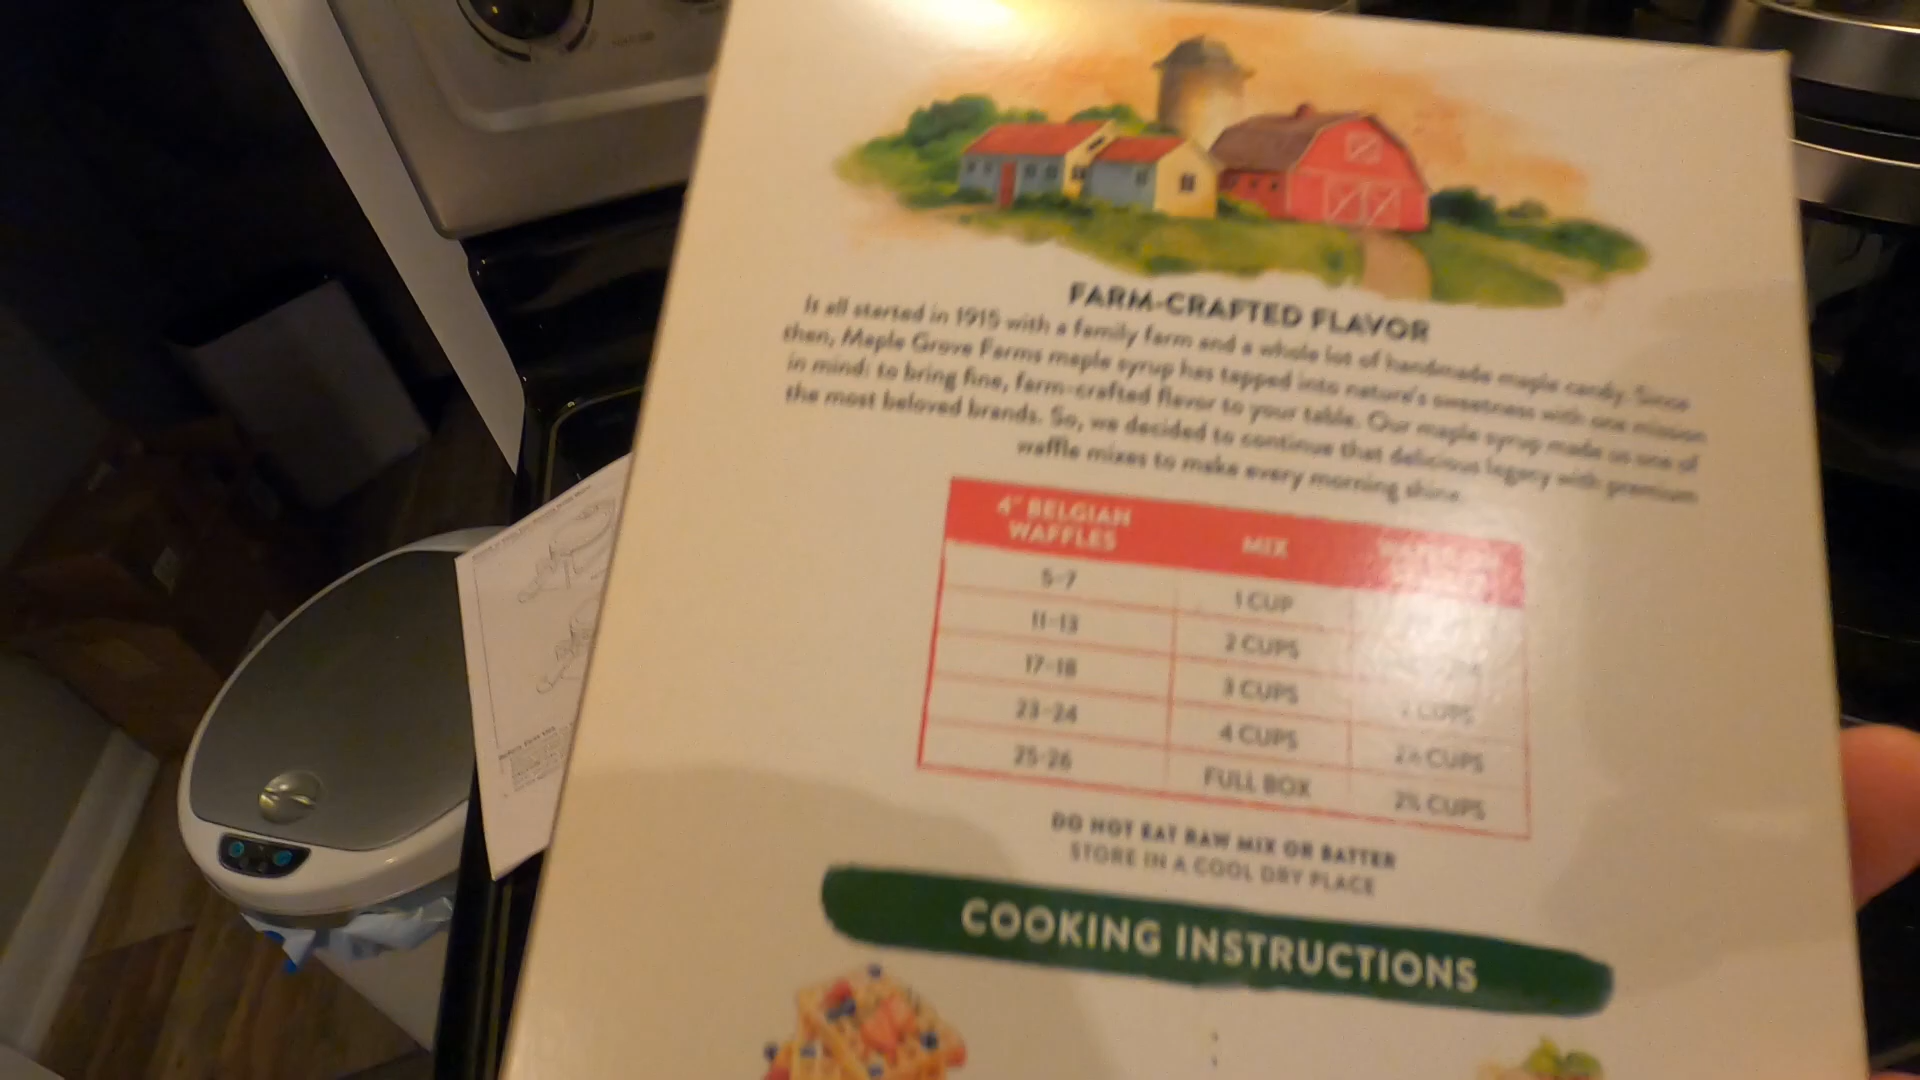 FARM-CRAFTED FLAVOR
It all started in 1915 with a family farm and a whole lot of handmade maple candy. Since
then, Maple Grove Farms maple syrup has tapped into nature's sweetness with one mission
in mind: to bring fine, farm-crafted flavor to your table. Our maple syrup made us one of
the most beloved brands. So, we decided to continue that delicious legacy with premium
waffle mixes to make every morning shine.
4" BELGIAN
WAFFLES MIX
5-7 1 CUP
11-13 2 CUPS
17-18 3 CUPS CUPS
23-24 4 CUPS CUPS
25-26 FULL BOX CUPS
DO NOT EAT RAW MIX OR BATTER
STORE IN A COOL DRY PLACE
COOKING INSTRUCTIONS